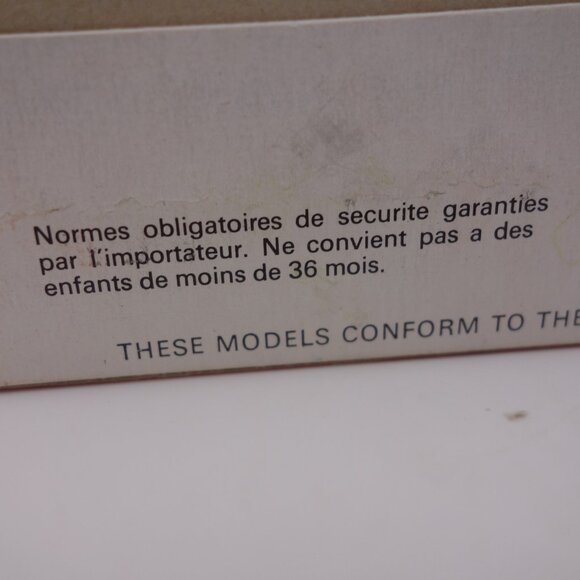 Normes obligatoires de securite garanties
par l'importateur. Ne convient pas a des
enfants de moins de 36 mois.
THESE MODELS CONFORM TO THE